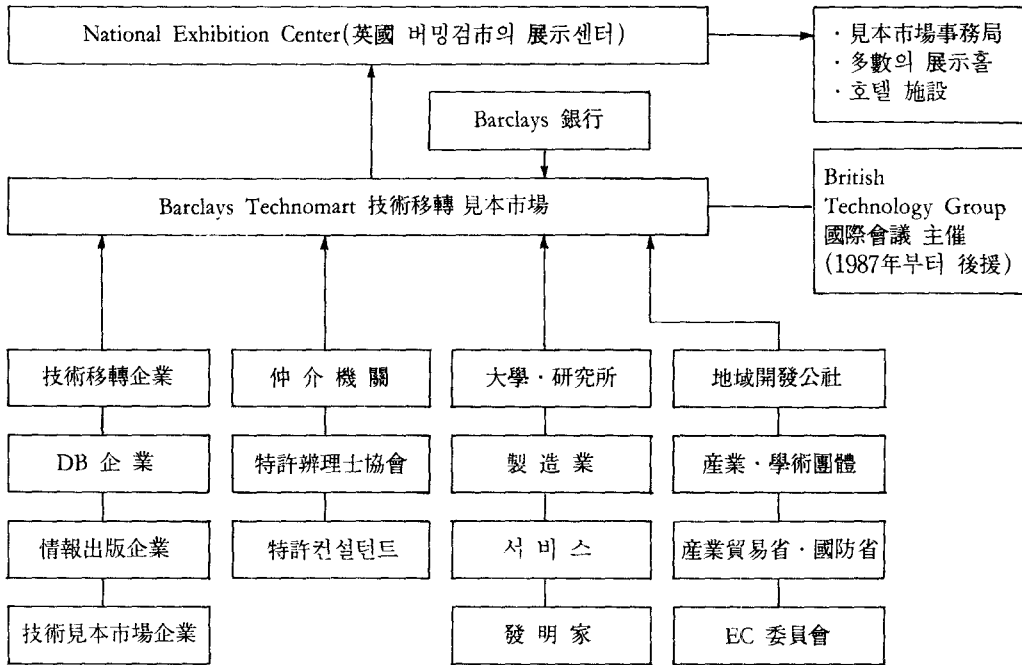 National Exhibition Center(英國 버밍검市의 展示센터)
· 見本市場事務局
· 多數의 展示홀
· 호텔 施設
Barclays 銀行
Barclays Technomart 技術移轉 見本市場
British
Technology Group
國際會議 主催
(1987年부터 後援)
技術移轉企業
仲介機關
大學·研究所
地域開發公社
DB 企業
特許辨理士協會
製造業
産業·學術團體
情報出版企業
特許컨설턴트
서비스
産業貿易省·國防省
技術見本市場企業
發明家
EC 委員會